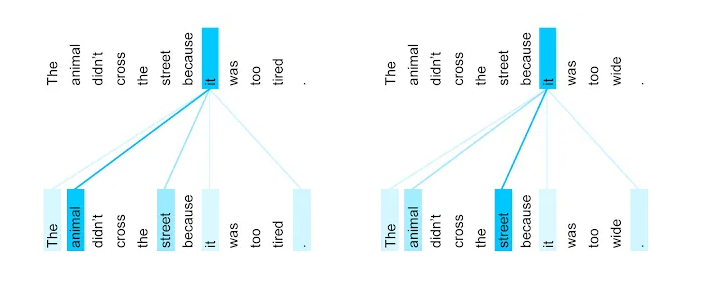 The animal didn't cross the street because it was too tired .
The animal didn't cross the street because it was too wide .
The animal didn't cross the street because it was too tired .
The animal didn't cross the street because it was too wide .